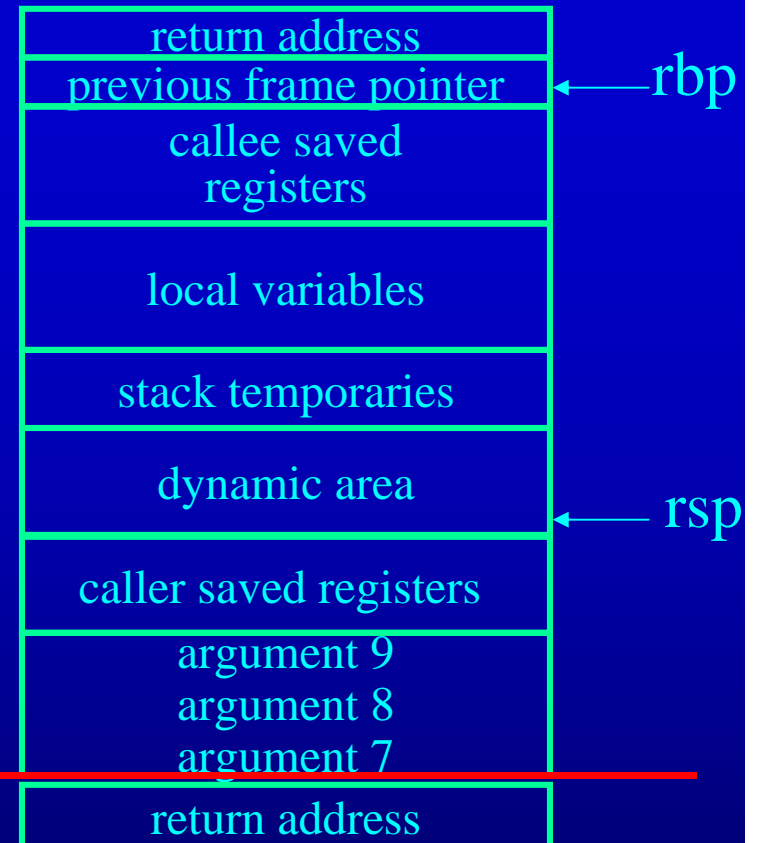 return address
previous frame pointer
rbp
callee saved
registers
local variables
stack temporaries
dynamic area
rsp
caller saved registers
argument 9
argument 8
argument 7
return address